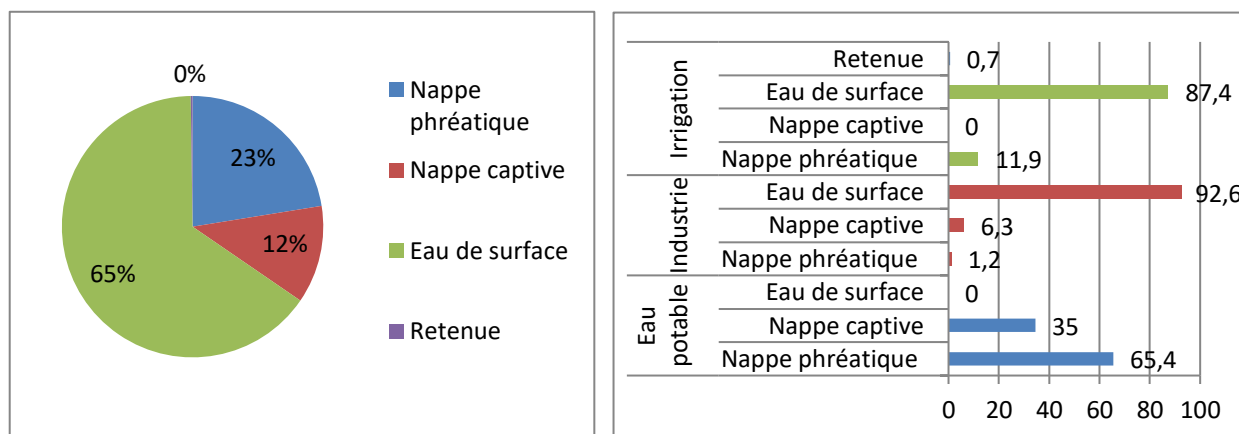 0%
23%
12%
65%
Nappe
phréatique
Nappe captive
Eau de surface
Retenue
Irrigation
Retenue 0,7
Eau de surface 87,4
Nappe captive 0
Nappe phréatique 11,9
Industrie
Eau de surface 92,6
Nappe captive 6,3
Nappe phréatique 1,2
Eau
potable
Eau de surface 0
Nappe captive 35
Nappe phréatique 65,4
0 20 40 60 80 100